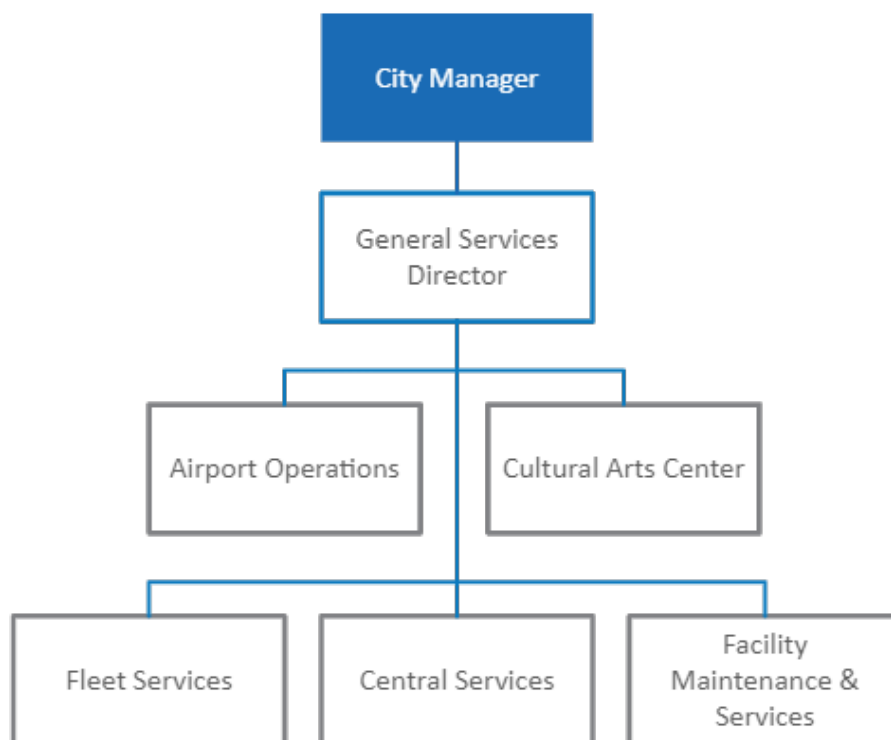 City Manager
General Services
Director
Airport Operations
Cultural Arts Center
Fleet Services
Central Services
Facility
Maintenance &
Services